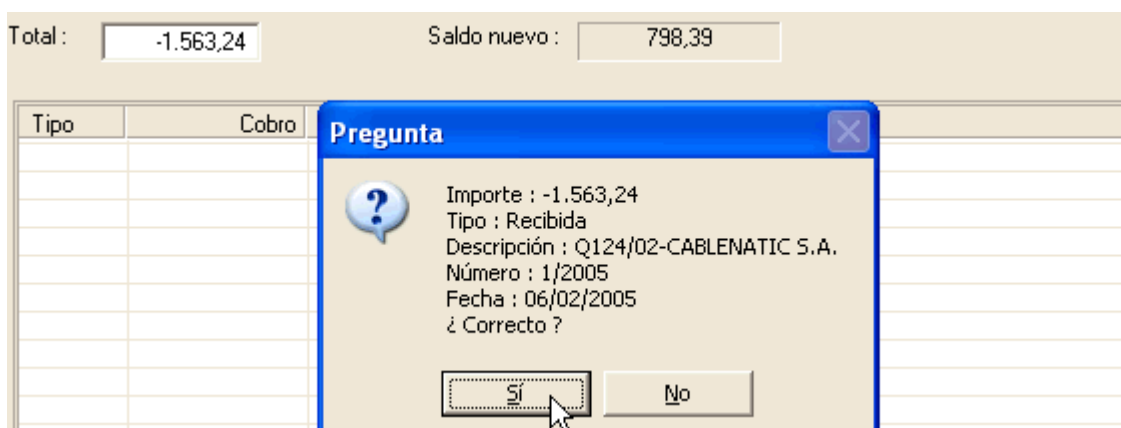 Total : -1.563,24 Saldo nuevo : 798,39
Tipo Cobro
Pregunta
Importe : -1.563,24
Tipo : Recibida
Descripción : Q124/02-CABLENATIC S.A.
Número : 1/2005
Fecha : 06/02/2005
¿ Correcto ?
Sí No